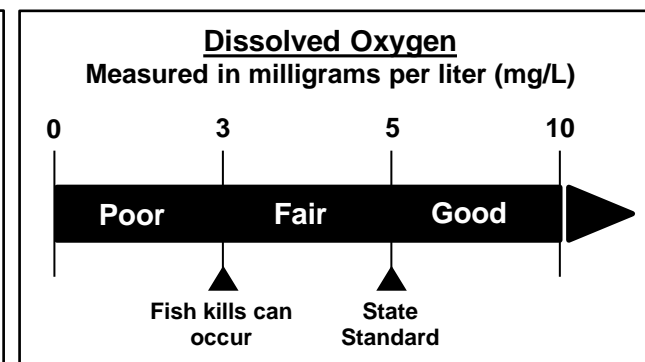 Dissolved Oxygen
Measured in milligrams per liter (mg/L)
0 3 5 10
Poor Fair Good
Fish kills can occur
State Standard